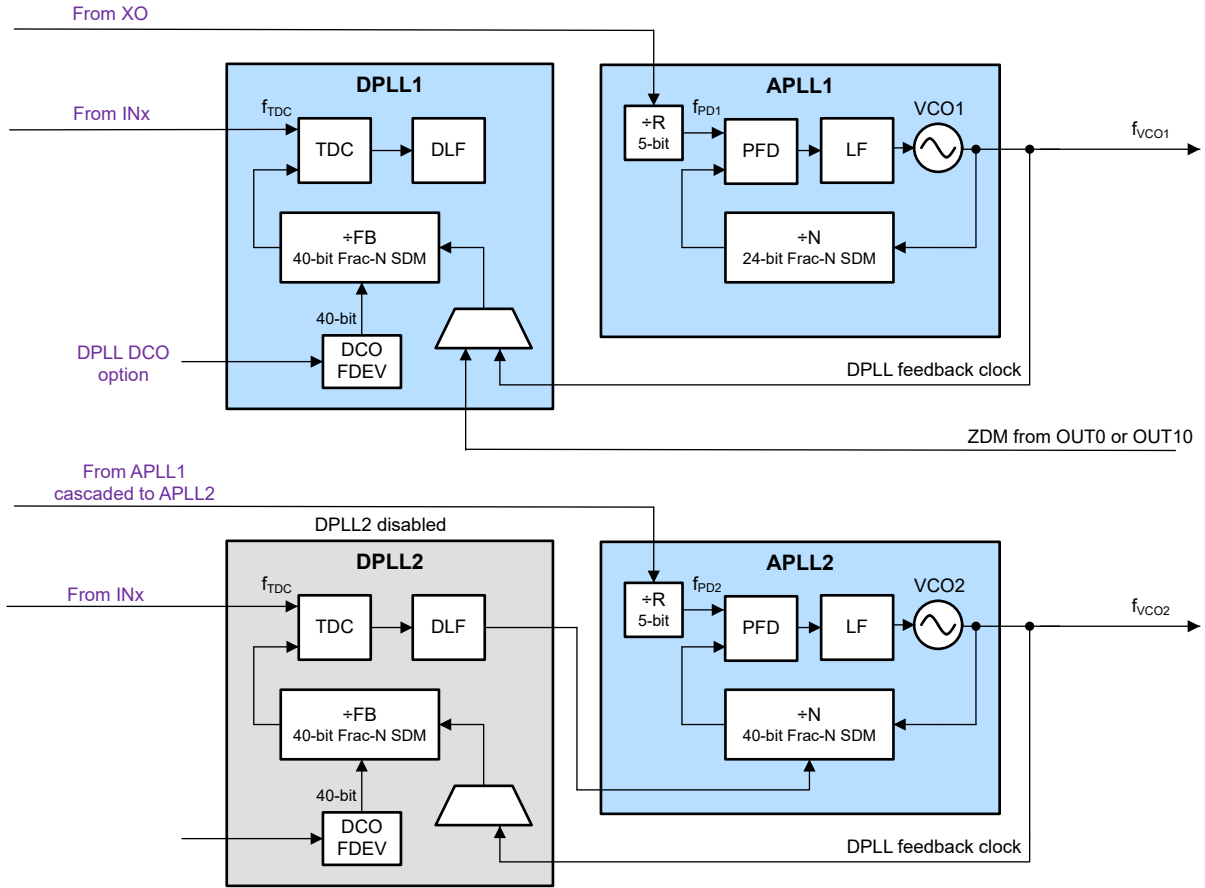 From XO
DPLL1
APLL1
From INx
fTDC
÷R
5-bit
fPD1
VCO1
fVCO1
TDC
DLF
PFD
LF
÷FB
40-bit Frac-N SDM
÷N
24-bit Frac-N SDM
40-bit
DPLL DCO
option
DCO
FDEV
DPLL feedback clock
ZDM from OUT0 or OUT10
From APLL1
cascaded to APLL2
DPLL2 disabled
DPLL2
APLL2
From INx
fTDC
÷R
5-bit
fPD2
VCO2
fVCO2
TDC
DLF
PFD
LF
÷FB
40-bit Frac-N SDM
÷N
40-bit Frac-N SDM
40-bit
DCO
FDEV
DPLL feedback clock